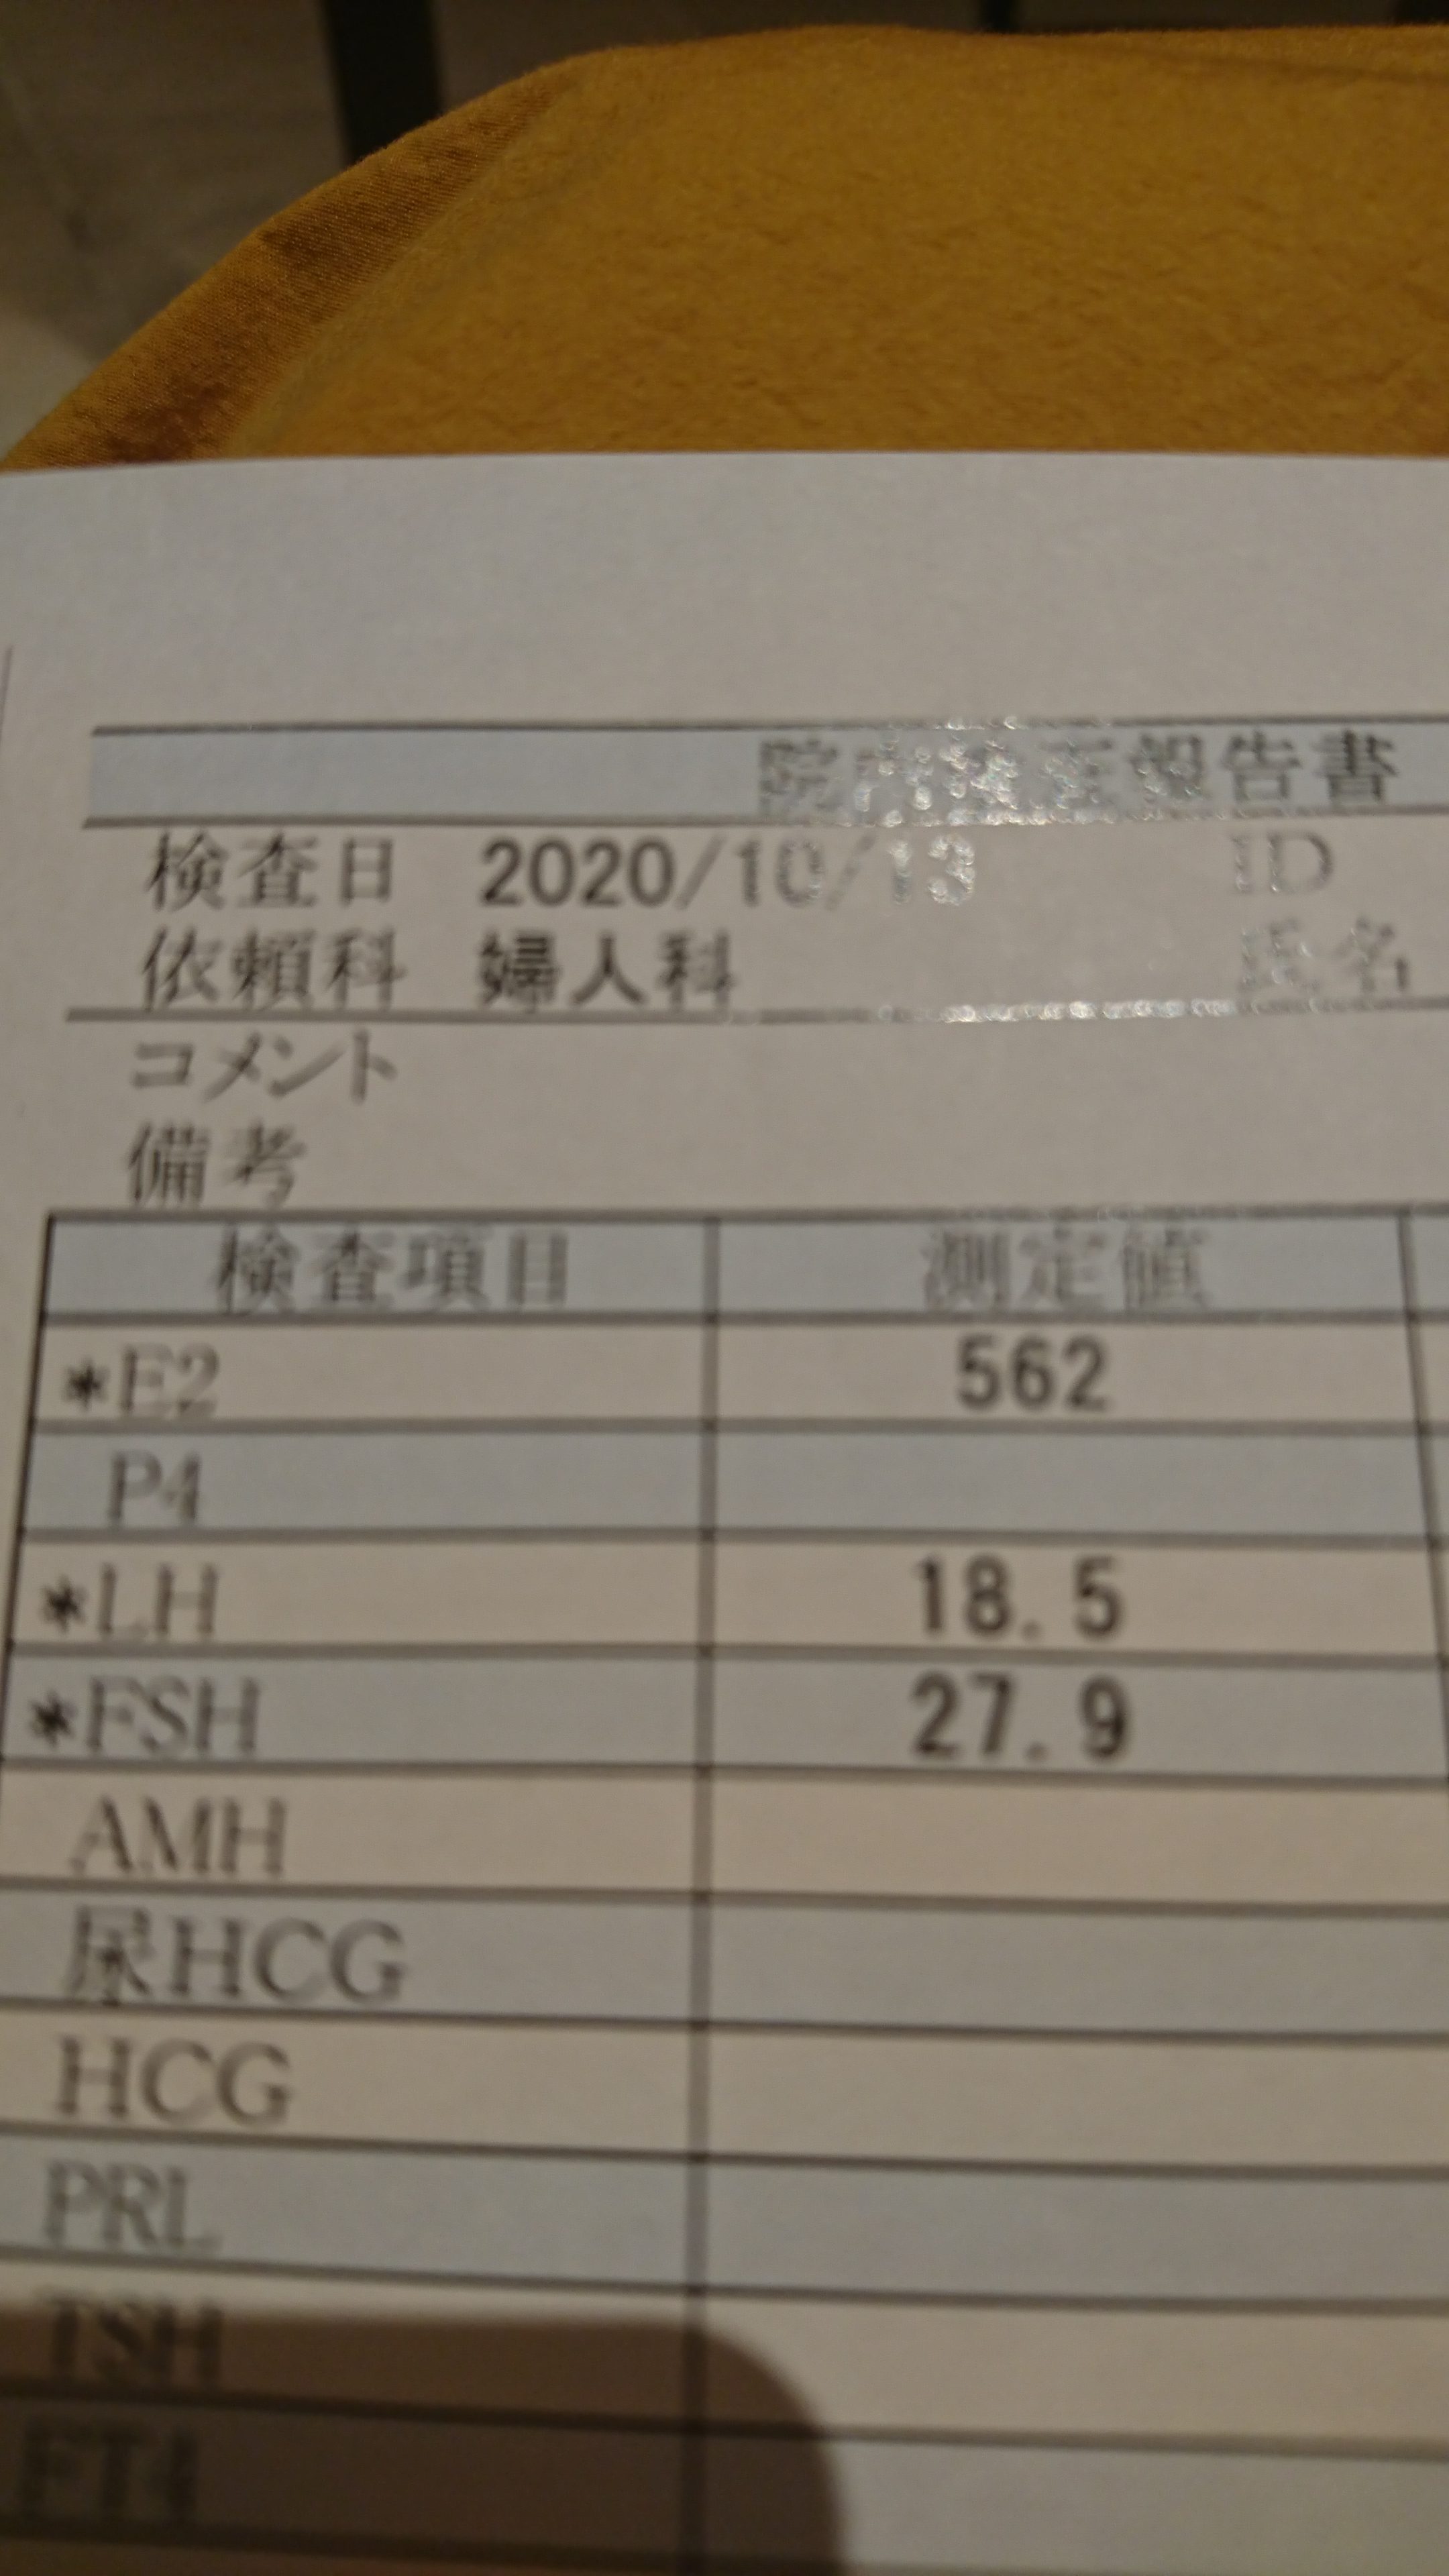 院内検査報告書
検査日 2020/10/13 ID
依頼科 婦人科 氏名
コメント
備考
検査項目 測定値
*E2 562
P4
*LH 18.5
*FSH 27.9
AMH
尿HCG
HCG
PRL
TSH
FT4